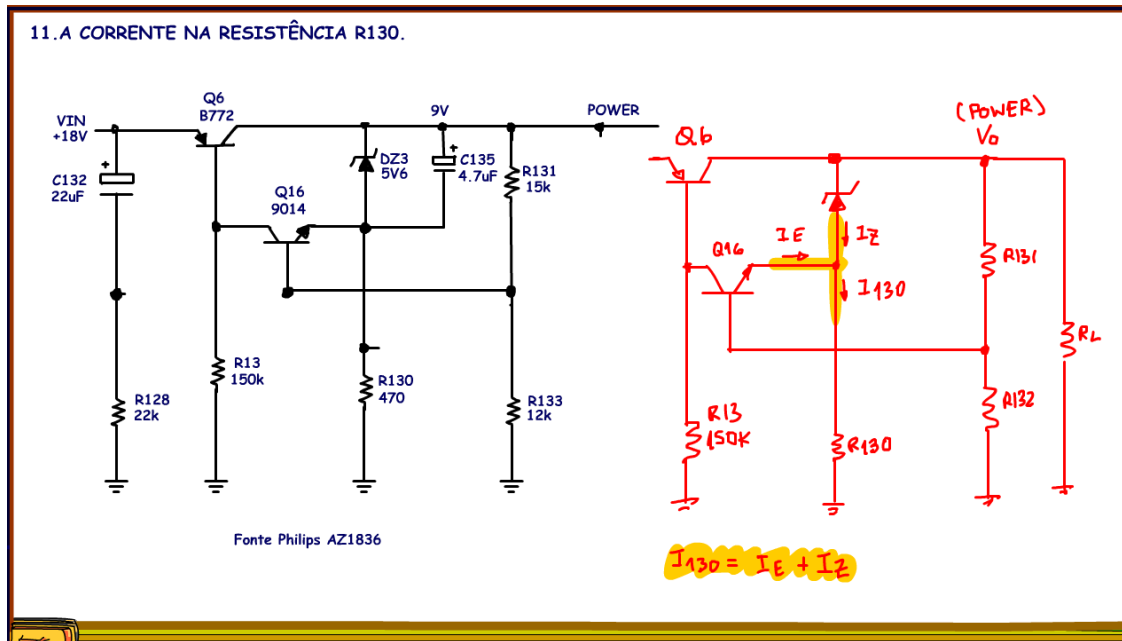 11.A CORRENTE NA RESISTÊNCIA R130.
VIN
+18V
Q6
B772
9V
POWER
C132
22uF
DZ3
5V6
C135
4.7uF
R131
15k
Q16
9014
R13
150k
R128
22k
R130
470
R133
12k
Fonte Philips AZ1836
(POWER)
Vo
Q6
IE
IZ
Q16
I130
R131
RL
R13
150K
R130
R132
I130 = IE + IZ